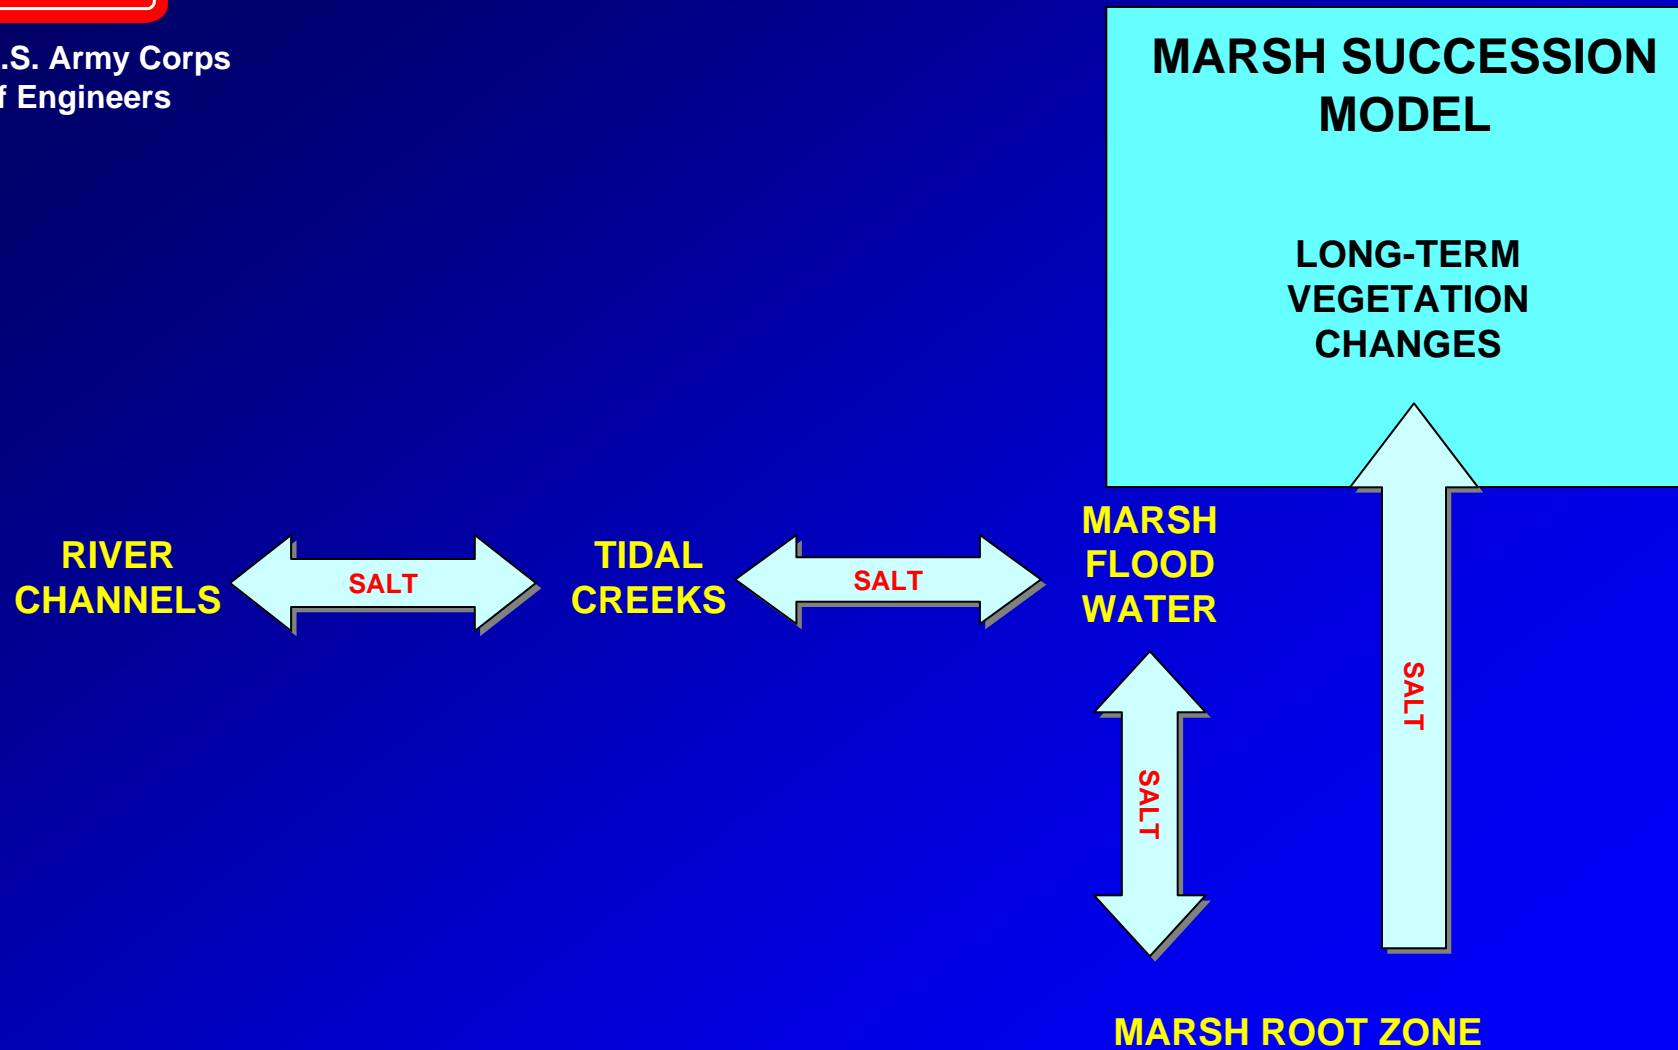 .S. Army Corps
f Engineers
MARSH SUCCESSION
MODEL
LONG-TERM
VEGETATION
CHANGES
RIVER
CHANNELS
SALT
TIDAL
CREEKS
SALT
MARSH
FLOOD
WATER
SALT
SALT
MARSH ROOT ZONE